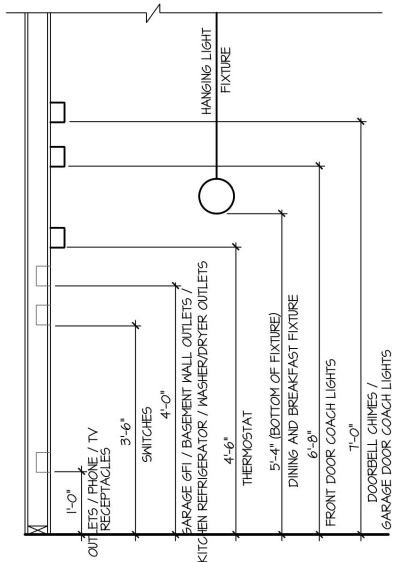 HANGING LIGHT
FIXTURE
1'-0"
OUTLETS / PHONE / TV
RECEPTACLES
3'-6"
SWITCHES
4'-0"
GARAGE GFI / BASEMENT WALL OUTLETS /
KITCHEN REFRIGERATOR / WASHER/DRYER OUTLETS
4'-6"
THERMOSTAT
5'-4" (BOTTOM OF FIXTURE)
DINING AND BREAKFAST FIXTURE
6'-8"
FRONT DOOR COACH LIGHTS
7'-0"
DOORBELL CHIMES /
GARAGE DOOR COACH LIGHTS